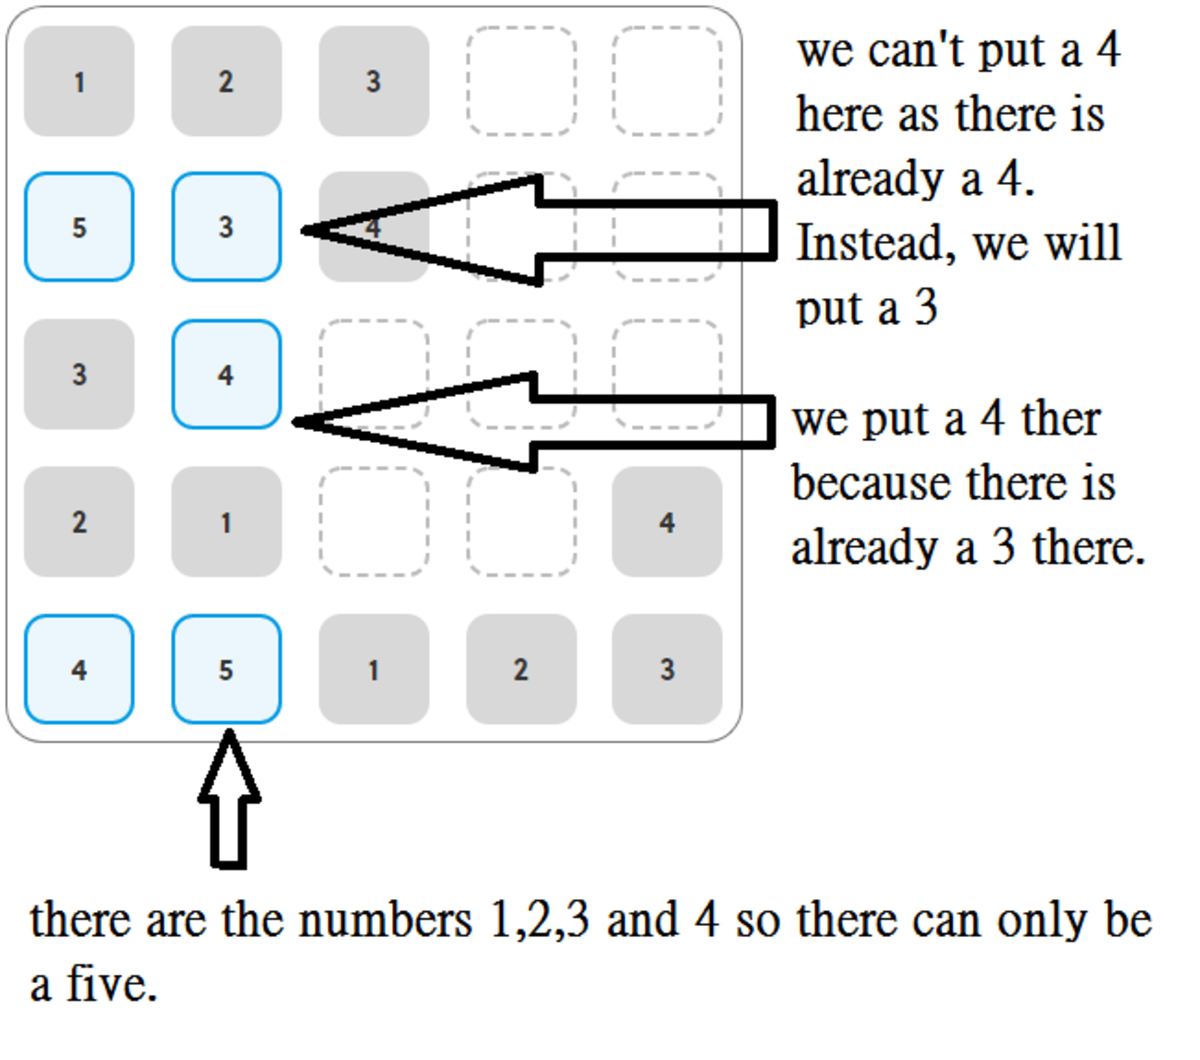 1 2 3
we can't put a 4
here as there is
already a 4.
Instead, we will
put a 3
5 3 4
3 4
we put a 4 ther
because there is
already a 3 there.
2 1 4
4 5 1 2 3
there are the numbers 1,2,3 and 4 so there can only be
a five.